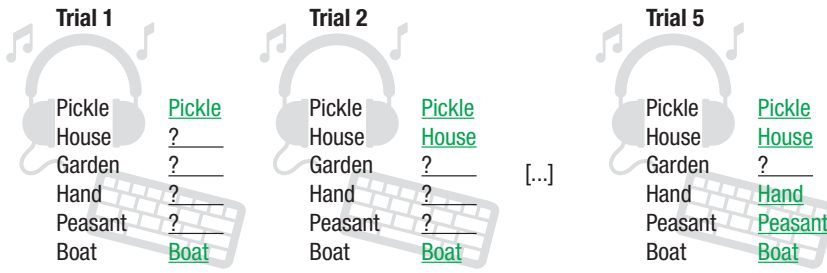 Trial 1
Pickle Pickle
House ?
Garden ?
Hand ?
Peasant ?
Boat Boat
Trial 2
Pickle Pickle
House House
Garden ?
Hand ?
Peasant ?
Boat Boat
[...]
Trial 5
Pickle Pickle
House House
Garden ?
Hand Hand
Peasant Peasant
Boat Boat